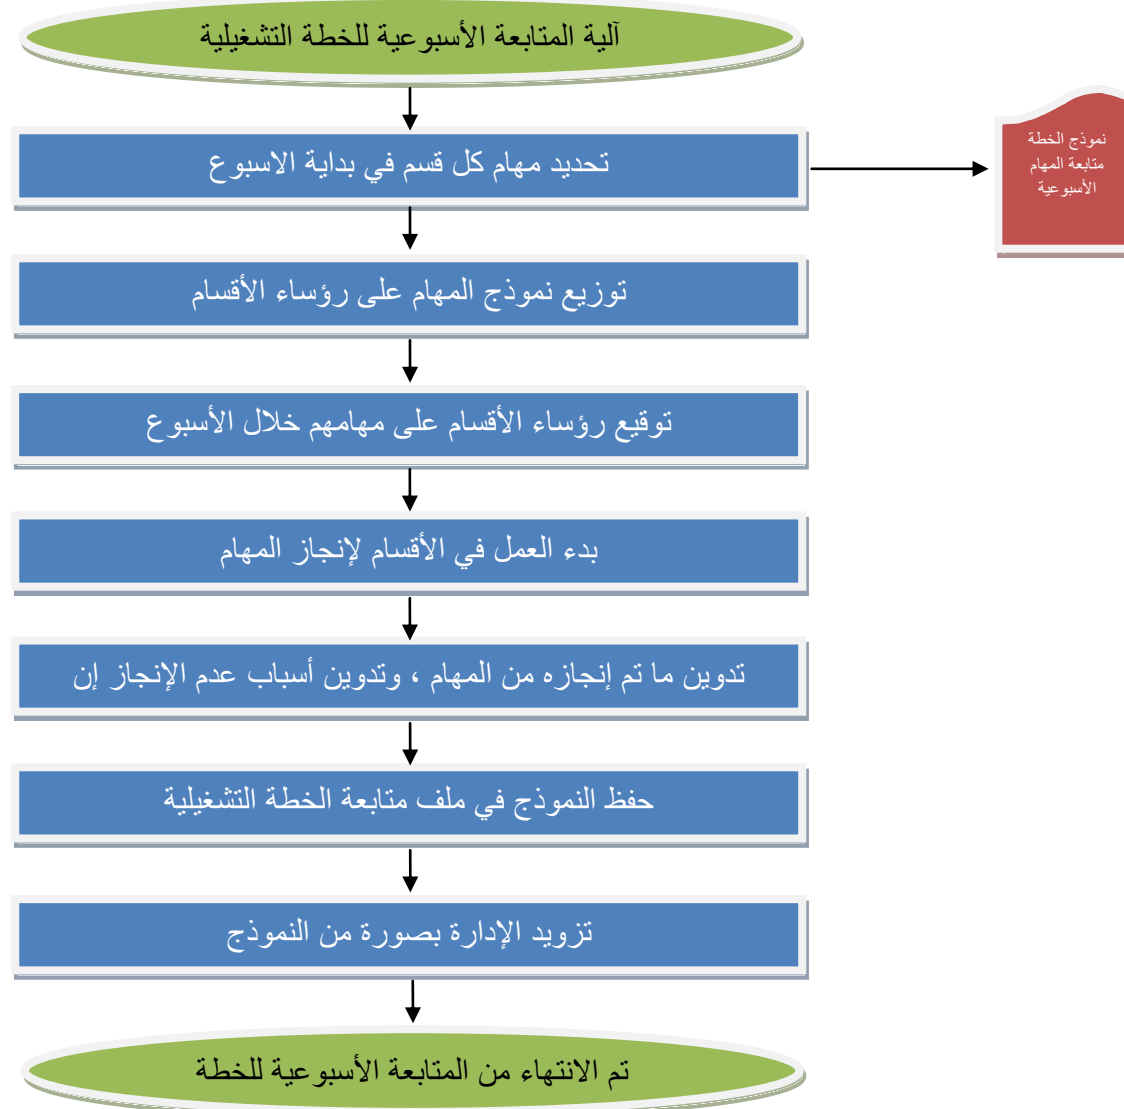 آلية المتابعة الأسبوعية للخطة التشغيلية
تحديد مهام كل قسم في بداية الاسبوع
نموذج الخطة
متابعة المهام
الأسبوعية
توزيع نموذج المهام على رؤساء الأقسام
توقيع رؤساء الأقسام على مهامهم خلال الأسبوع
بدء العمل في الأقسام لإنجاز المهام
تدوين ما تم إنجازه من المهام ، وتدوين أسباب عدم الإنجاز إن
حفظ النموذج في ملف متابعة الخطة التشغيلية
تزويد الإدارة بصورة من النموذج
تم الانتهاء من المتابعة الأسبوعية للخطة